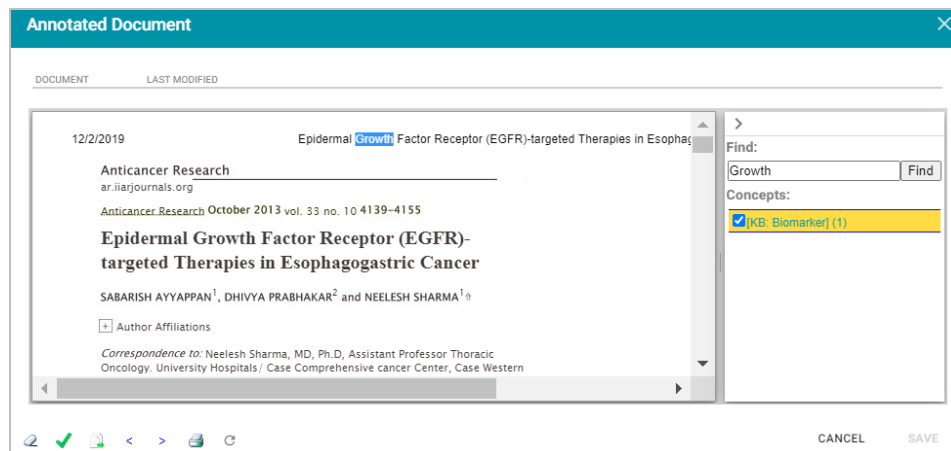 Annotated Document
DOCUMENT LAST MODIFIED
12/2/2019 Epidermal Growth Factor Receptor (EGFR)-targeted Therapies in Esophag
Anticancer Research
ar.iiarjournals.org
Anticancer Research October 2013 vol. 33 no. 10 4139-4155
Epidermal Growth Factor Receptor (EGFR)-
targeted Therapies in Esophagogastric Cancer
SABARISH AYYAPPAN1, DHIVYA PRABHAKAR2 and NEELESH SHARMA1⇑
+ Author Affiliations
Correspondence to: Neelesh Sharma, MD, Ph.D, Assistant Professor Thoracic
Oncology. University Hospitals/ Case Comprehensive cancer Center, Case Western
Find:
Growth Find
Concepts:
[KB: Biomarker] (1)
CANCEL SAVE